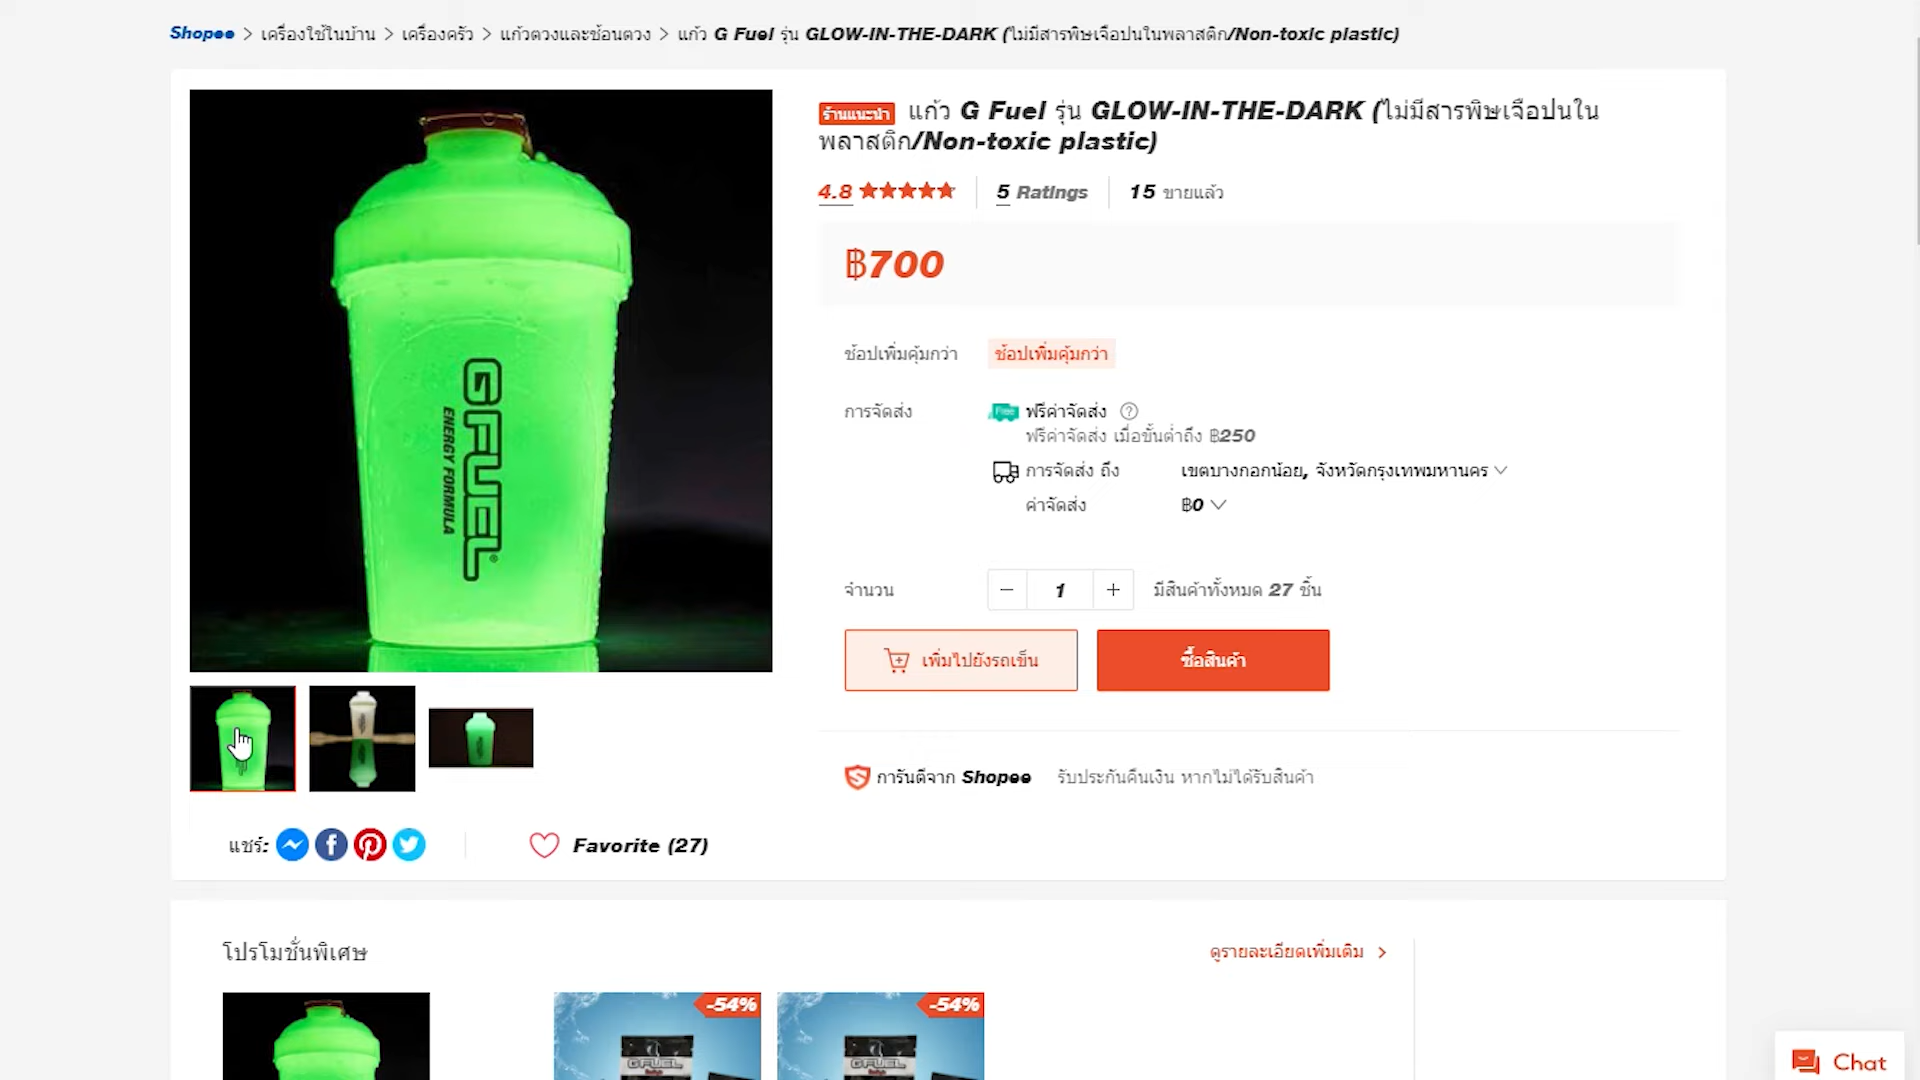 Shopee > เครื่องใช้ในบ้าน > เครื่องครัว > แก้วตวงและช้อนตวง > แก้ว G Fuel รุ่น GLOW-IN-THE-DARK (ไม่มีสารพิษเจือปนในพลาสติก/Non-toxic plastic)
ร้านแนะนำ แก้ว G Fuel รุ่น GLOW-IN-THE-DARK (ไม่มีสารพิษเจือปนใน
พลาสติก/Non-toxic plastic)
4.8 5 Ratings 15 ขายแล้ว
฿700
ช้อปเพิ่มคุ้มกว่า ช้อปเพิ่มคุ้มกว่า
การจัดส่ง Free ฟรีค่าจัดส่ง ?
ฟรีค่าจัดส่ง เมื่อขั้นต่ำถึง ฿250
การจัดส่ง ถึง เขตบางกอกน้อย, จังหวัดกรุงเทพมหานคร
ค่าจัดส่ง ฿0
จำนวน − 1 + มีสินค้าทั้งหมด 27 ชิ้น
เพิ่มไปยังรถเข็น ซื้อสินค้า
การันตีจาก Shopee รับประกันคืนเงิน หากไม่ได้รับสินค้า
G FUEL®
ENERGY FORMULA
แชร์: Favorite (27)
โปรโมชั่นพิเศษ ดูรายละเอียดเพิ่มเติม >
-54% -54%
G FUEL G FUEL
Chat